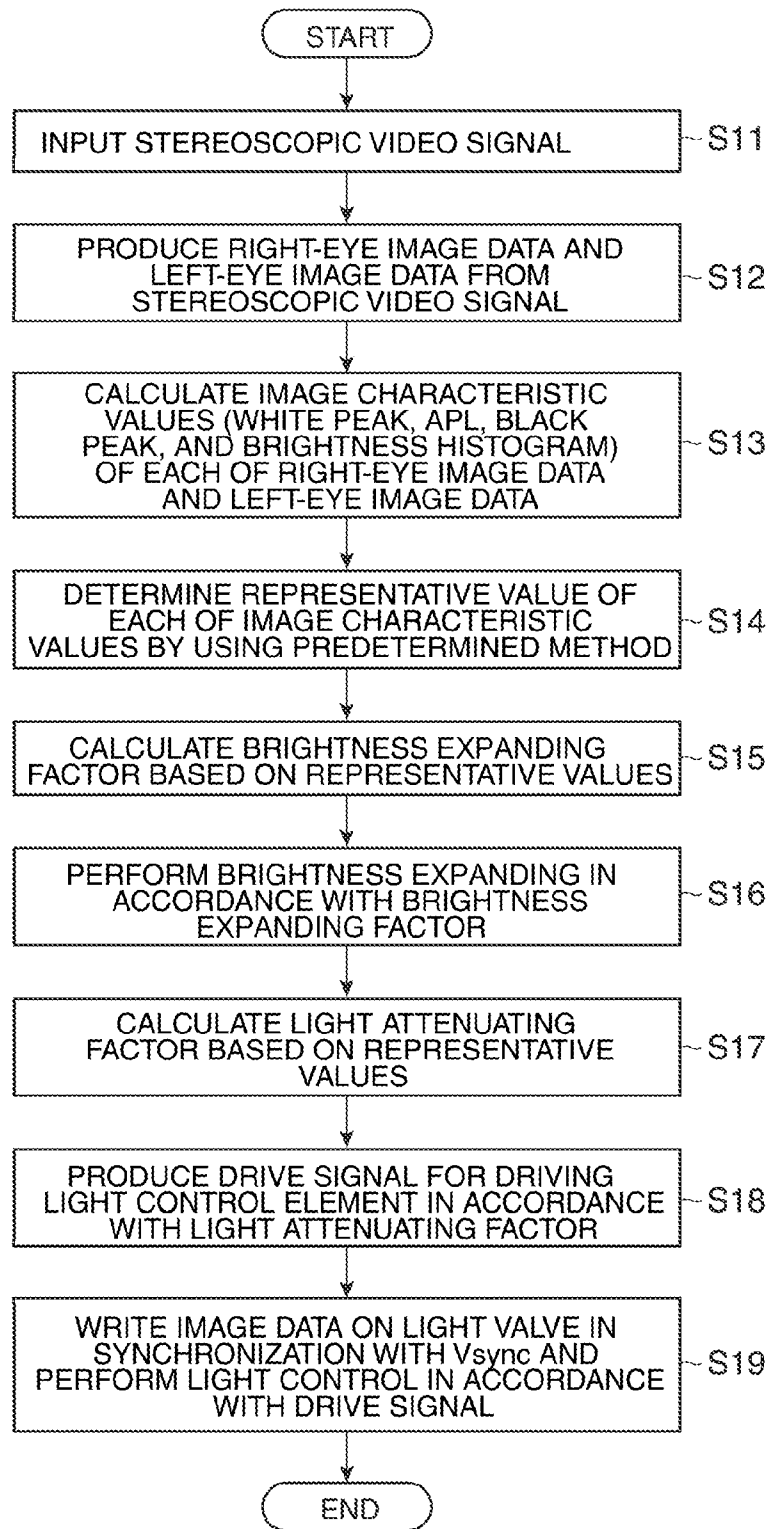 START
INPUT STEREOSCOPIC VIDEO SIGNAL
S11
PRODUCE RIGHT-EYE IMAGE DATA AND
LEFT-EYE IMAGE DATA FROM
STEREOSCOPIC VIDEO SIGNAL
S12
CALCULATE IMAGE CHARACTERISTIC
VALUES (WHITE PEAK, APL, BLACK
PEAK, AND BRIGHTNESS HISTOGRAM)
OF EACH OF RIGHT-EYE IMAGE DATA
AND LEFT-EYE IMAGE DATA
S13
DETERMINE REPRESENTATIVE VALUE OF
EACH OF IMAGE CHARACTERISTIC
VALUES BY USING PREDETERMINED METHOD
S14
CALCULATE BRIGHTNESS EXPANDING
FACTOR BASED ON REPRESENTATIVE VALUES
S15
PERFORM BRIGHTNESS EXPANDING IN
ACCORDANCE WITH BRIGHTNESS
EXPANDING FACTOR
S16
CALCULATE LIGHT ATTENUATING
FACTOR BASED ON REPRESENTATIVE
VALUES
S17
PRODUCE DRIVE SIGNAL FOR DRIVING
LIGHT CONTROL ELEMENT IN ACCORDANCE
WITH LIGHT ATTENUATING FACTOR
S18
WRITE IMAGE DATA ON LIGHT VALVE IN
SYNCHRONIZATION WITH Vsync AND
PERFORM LIGHT CONTROL IN ACCORDANCE
WITH DRIVE SIGNAL
S19
END